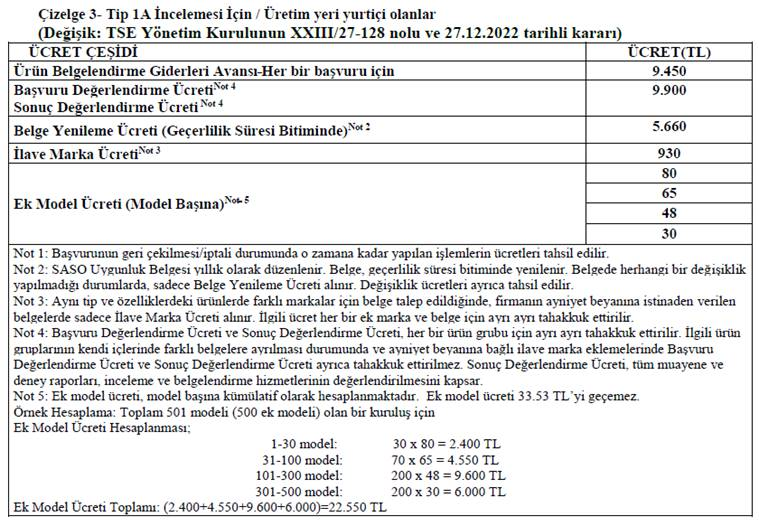 Çizelge 3- Tip 1A İncelemesi İçin / Üretim yeri yurtiçi olanlar
(Değişik: TSE Yönetim Kurulunun XXIII/27-128 nolu ve 27.12.2022 tarihli kararı)
ÜCRET ÇEŞİDİ ÜCRET(TL)
Ürün Belgelendirme Giderleri Avansı-Her bir başvuru için 9.450
Başvuru Değerlendirme Ücreti Not 4 9.900
Sonuç Değerlendirme Ücreti Not 4
Belge Yenileme Ücreti (Geçerlilik Süresi Bitiminde) Not 2 5.660
İlave Marka Ücreti Not 3 930
Ek Model Ücreti (Model Başına) Not- 5
80
65
48
30
Not 1: Başvurunun geri çekilmesi/iptali durumunda o zamana kadar yapılan işlemlerin ücretleri tahsil edilir.
Not 2: SASO Uygunluk Belgesi yıllık olarak düzenlenir. Belge, geçerlilik süresi bitiminde yenilenir. Belgede herhangi bir değişiklik
yapılmadığı durumlarda, sadece Belge Yenileme Ücreti alınır. Değişiklik ücretleri ayrıca tahsil edilir.
Not 3: Aynı tip ve özelliklerdeki ürünlerde farklı markalar için belge talep edildiğinde, firmanın ayniyet beyanına istinaden verilen
belgelerde sadece İlave Marka Ücreti alınır. İlgili ücret her bir ek marka ve belge için ayrı ayrı tahakkuk ettirilir.
Not 4: Başvuru Değerlendirme Ücreti ve Sonuç Değerlendirme Ücreti, her bir ürün grubu için ayrı ayrı tahakkuk ettirilir. İlgili ürün
gruplarının kendi içlerinde farklı belgelere ayrılması durumunda ve ayniyet beyanına bağlı ilave marka eklemelerinde Başvuru
Değerlendirme Ücreti ve Sonuç Değerlendirme Ücreti ayrıca tahakkuk ettirilmez. Sonuç Değerlendirme Ücreti, tüm muayene ve
deney raporları, inceleme ve belgelendirme hizmetlerinin değerlendirilmesini kapsar.
Not 5: Ek model ücreti, model başına kümülatif olarak hesaplanmaktadır. Ek model ücreti 33.53 TL'yi geçemez.
Örnek Hesaplama: Toplam 501 modeli (500 ek modeli) olan bir kuruluş için
Ek Model Ücreti Hesaplanması;
1-30 model: 30 x 80 = 2.400 TL
31-100 model: 70 x 65 = 4.550 TL
101-300 model: 200 x 48 = 9.600 TL
301-500 model: 200 x 30 = 6.000 TL
Ek Model Ücreti Toplamı: (2.400+4.550+9.600+6.000)=22.550 TL